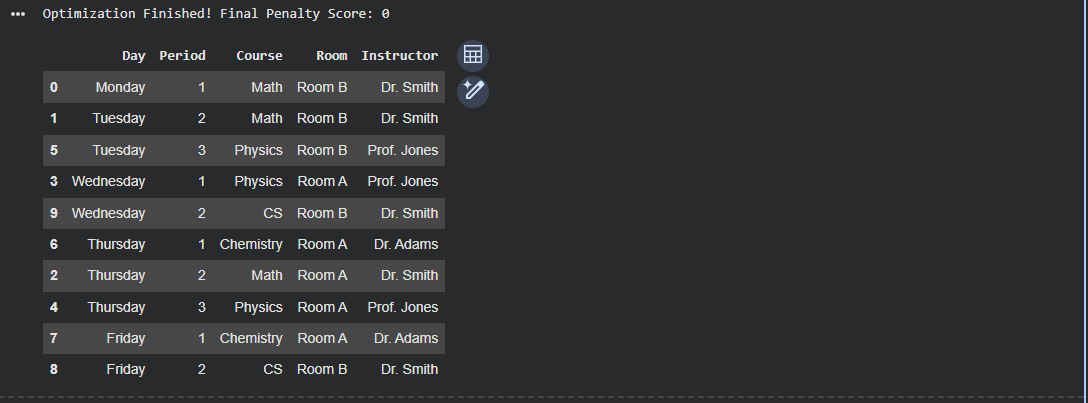 Optimization Finished! Final Penalty Score: 0
Day Period Course Room Instructor
0 Monday 1 Math Room B Dr. Smith
1 Tuesday 2 Math Room B Dr. Smith
5 Tuesday 3 Physics Room B Prof. Jones
3 Wednesday 1 Physics Room A Prof. Jones
9 Wednesday 2 CS Room B Dr. Smith
6 Thursday 1 Chemistry Room A Dr. Adams
2 Thursday 2 Math Room A Dr. Smith
4 Thursday 3 Physics Room A Prof. Jones
7 Friday 1 Chemistry Room A Dr. Adams
8 Friday 2 CS Room B Dr. Smith